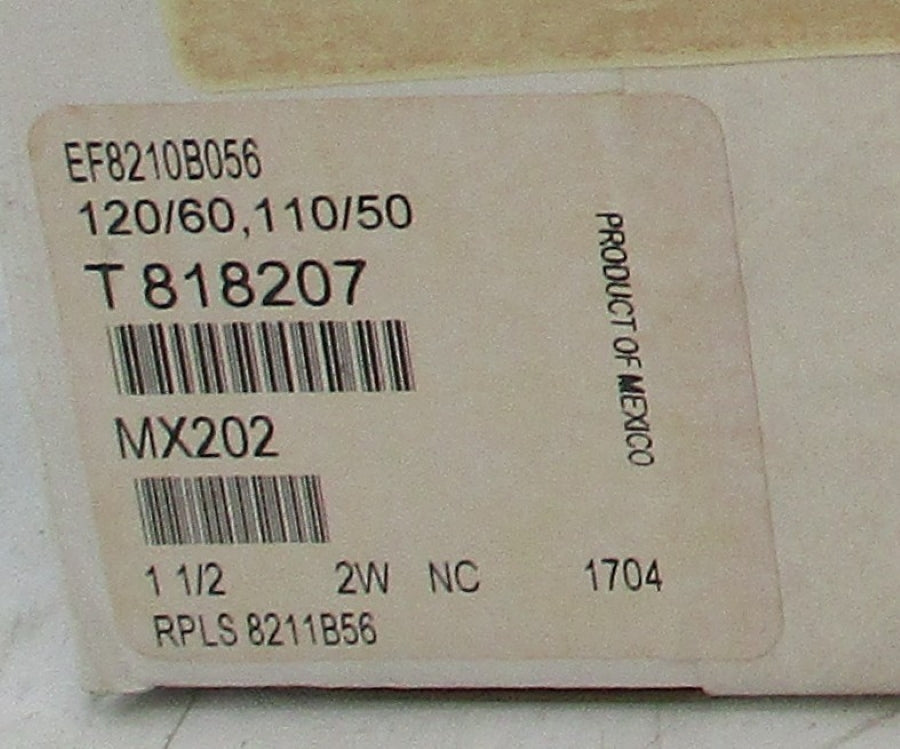 EF8210B056
120/60,110/50
T 818207
MX202
1 1/2 2W NC 1704
RPLS 8211B56
PRODUCT OF MEXICO